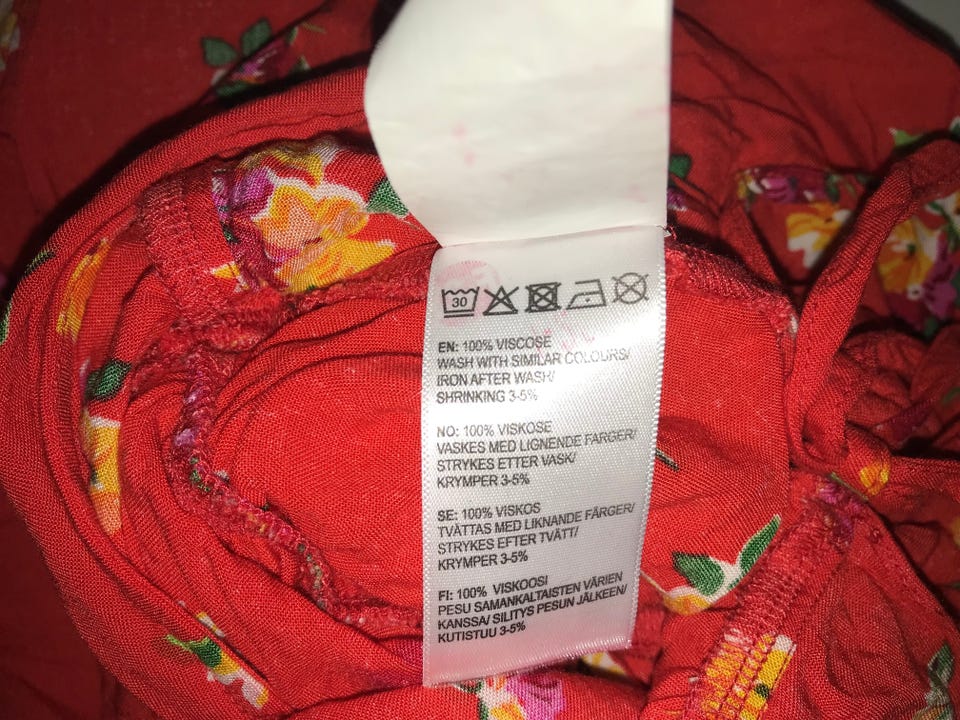 30
EN: 100% VISCOSE
WASH WITH SIMILAR COLOURS/
IRON AFTER WASH/
SHRINKING 3-5%
NO: 100% VISKOSE
VASKES MED LIGNENDE FARGER/
STRYKES ETTER VASK/
KRYMPER 3-5%
SE: 100% VISKOS
TVÄTTAS MED LIKNANDE FÄRGER/
STRYKES EFTER TVÄTT/
KRYMPER 3-5%
FI: 100% VISKOOSI
PESU SAMANKALTAISTEN VÄRIEN
KANSSA/ SILITYS PESUN JÄLKEEN/
KUTISTUU 3-5%